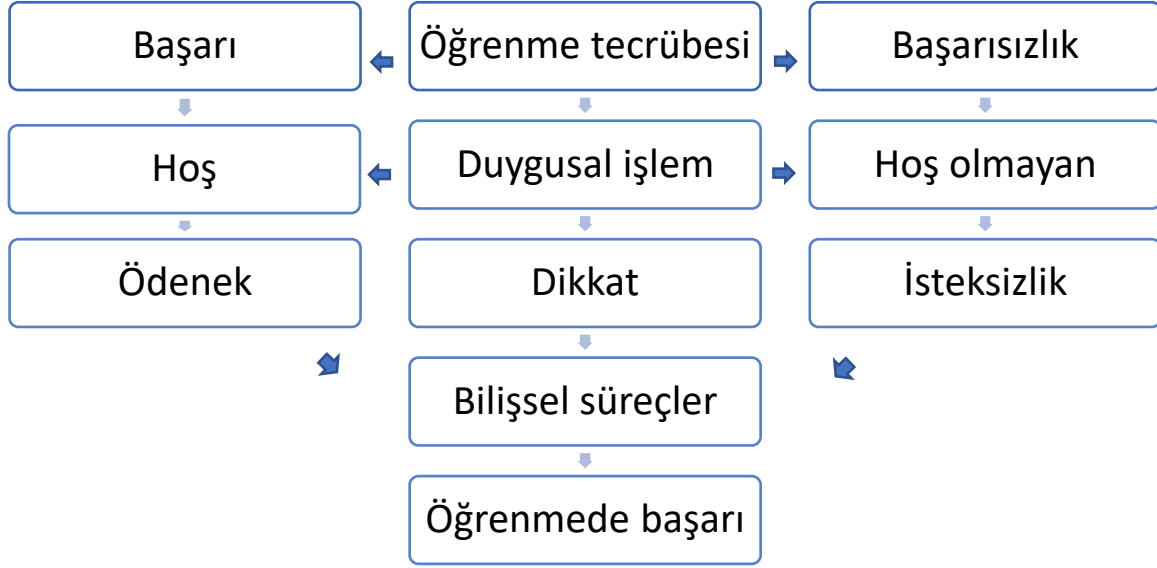 Başarı
Öğrenme tecrübesi
Başarısızlık
Hoş
Duygusal işlem
Hoş olmayan
Ödenek
Dikkat
İsteksizlik
Bilişsel süreçler
Öğrenmede başarı